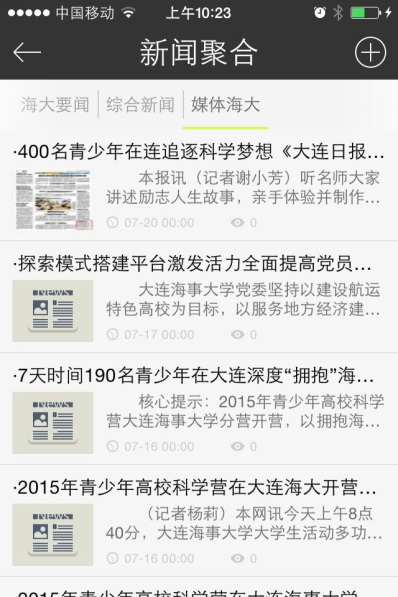 中国移动 上午10:23
新闻聚合
海大要闻 综合新闻 媒体海大
·400名青少年在连追逐科学梦想《大连日报...
本报讯（记者谢小芳）听名师大家
讲述励志人生故事，亲手体验并制作...
07-20 00:00 0
·探索模式搭建平台激发活力全面提高党员...
大连海事大学党委坚持以建设航运
特色高校为目标，以服务地方经济建...
NEWS
07-17 00:00 0
·7天时间190名青少年在大连深度“拥抱”海...
核心提示：2015年青少年高校科学
营大连海事大学分营开营，以拥抱海...
NEWS
07-16 00:00 0
·2015年青少年高校科学营在大连海大开营...
（记者杨莉）本网讯今天上午8点
40分，大连海事大学大学生活动多功...
NEWS
07-16 00:00 0
·2015年青少年高校科学营在大连海事大学